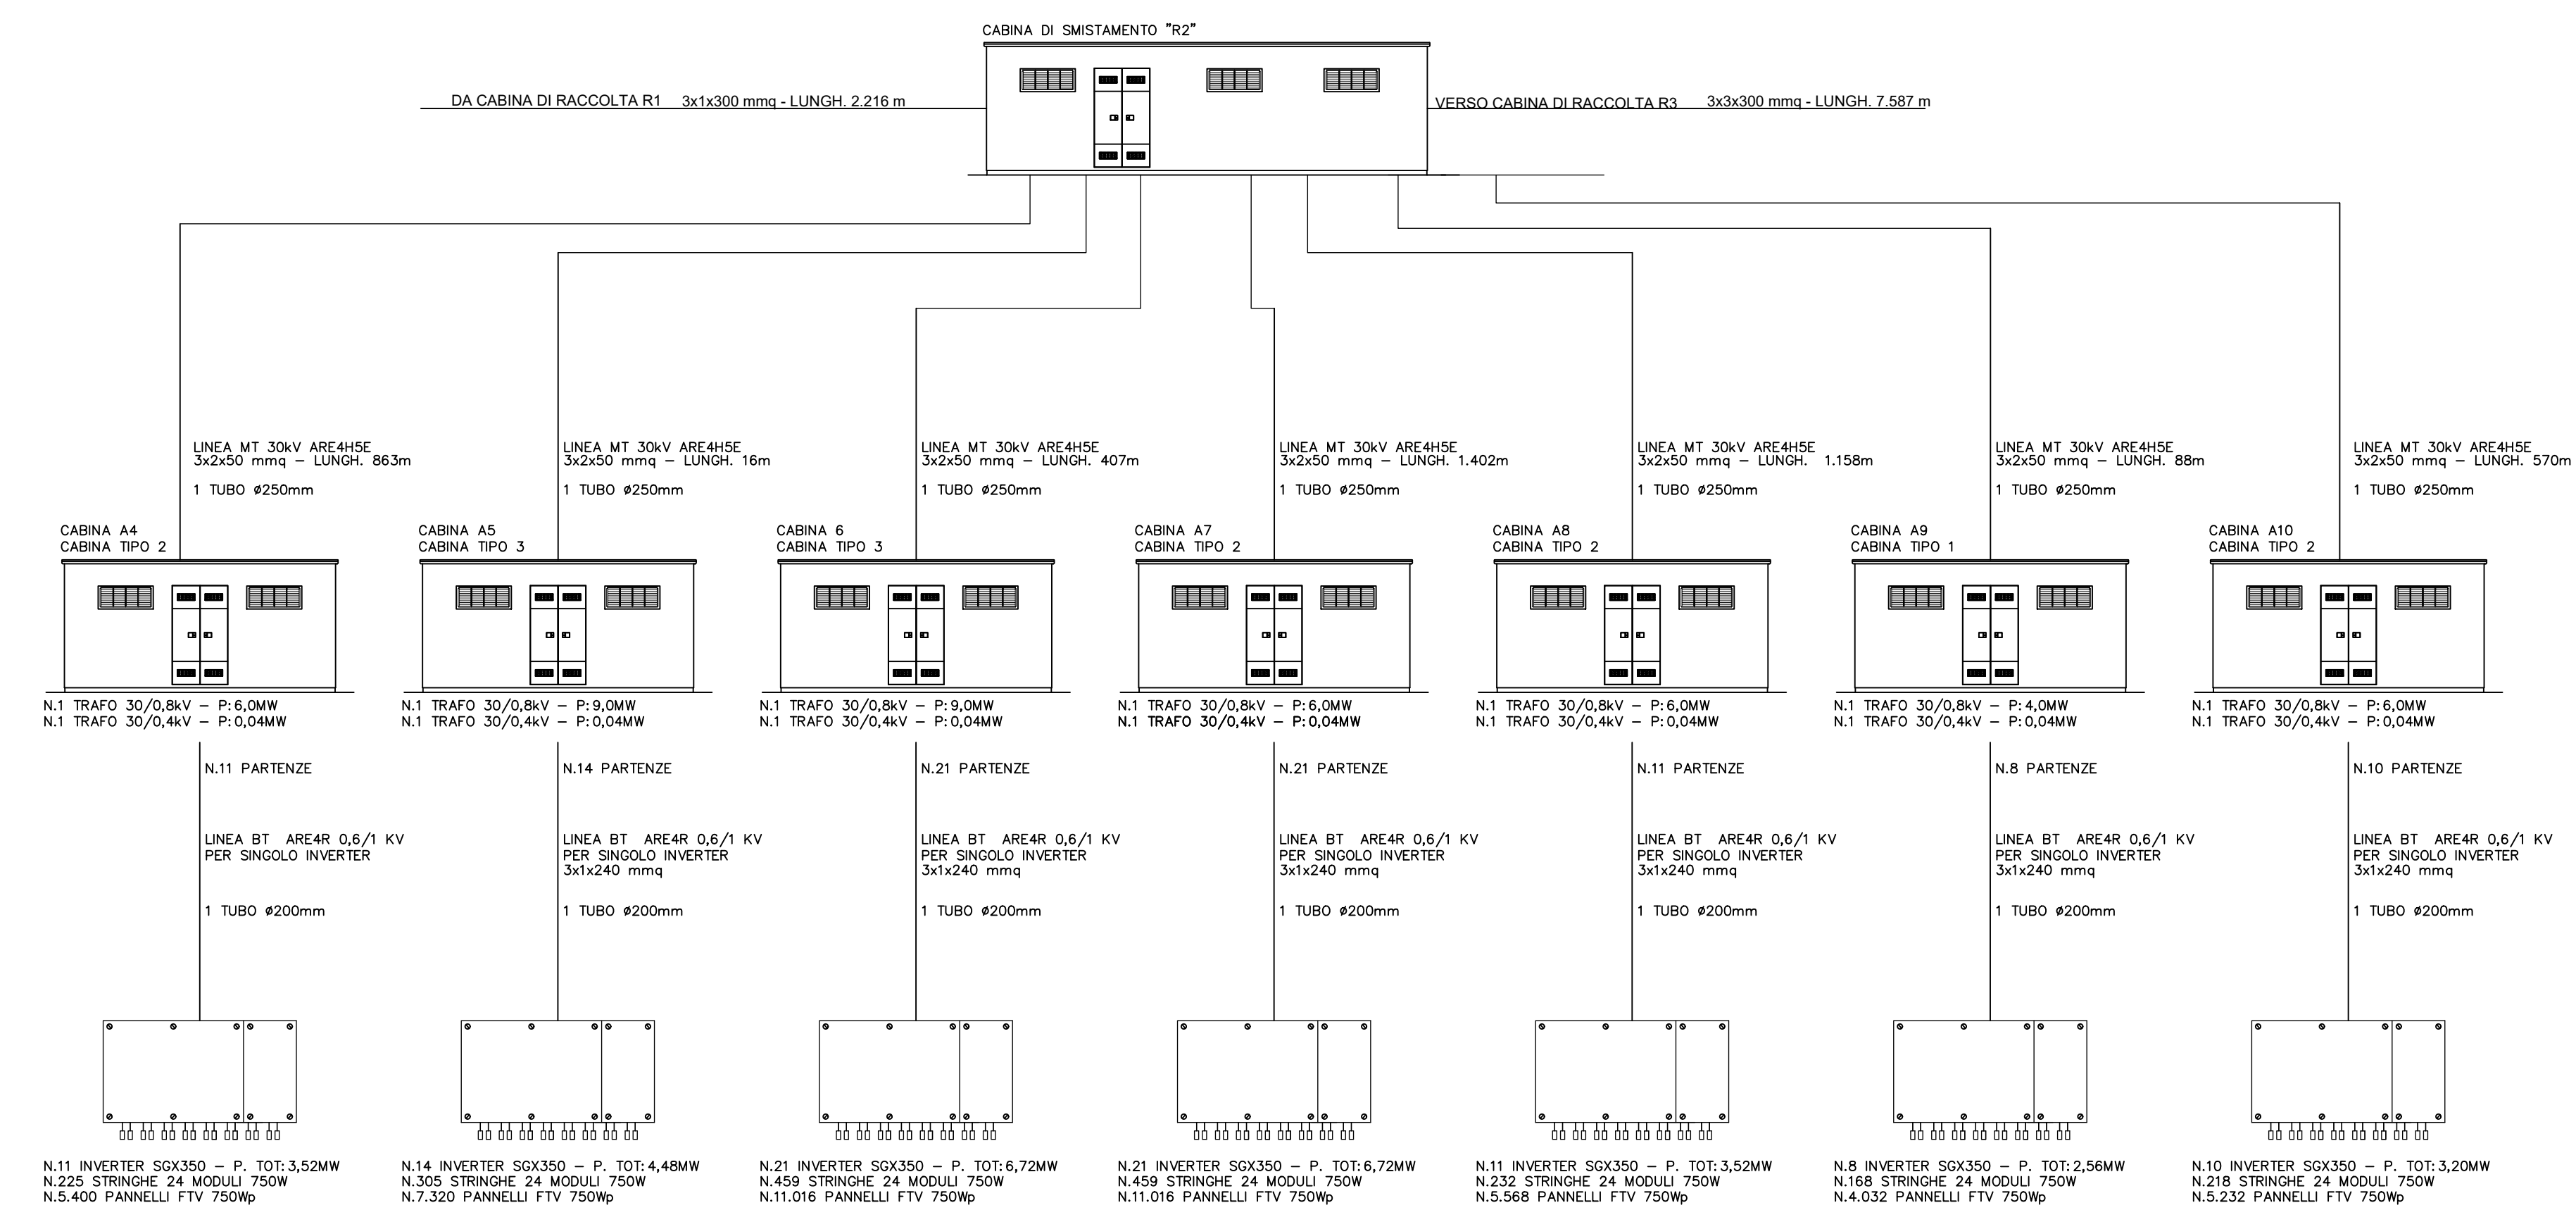 CABINA DI SMISTAMENTO "R2"
DA CABINA DI RACCOLTA R1 3x1x300 mmq - LUNGH. 2.216 m
VERSO CABINA DI RACCOLTA R3 3x3x300 mmq - LUNGH. 7.587 m
LINEA MT 30kV ARE4H5E
3x2x50 mmq – LUNGH. 863m
1 TUBO ø250mm
LINEA MT 30kV ARE4H5E
3x2x50 mmq – LUNGH. 16m
1 TUBO ø250mm
LINEA MT 30kV ARE4H5E
3x2x50 mmq – LUNGH. 407m
1 TUBO ø250mm
LINEA MT 30kV ARE4H5E
3x2x50 mmq – LUNGH. 1.402m
1 TUBO ø250mm
LINEA MT 30kV ARE4H5E
3x2x50 mmq – LUNGH. 1.158m
1 TUBO ø250mm
LINEA MT 30kV ARE4H5E
3x2x50 mmq – LUNGH. 88m
1 TUBO ø250mm
LINEA MT 30kV ARE4H5E
3x2x50 mmq – LUNGH. 570m
1 TUBO ø250mm
CABINA A4
CABINA TIPO 2
CABINA A5
CABINA TIPO 3
CABINA 6
CABINA TIPO 3
CABINA A7
CABINA TIPO 2
CABINA A8
CABINA TIPO 2
CABINA A9
CABINA TIPO 1
CABINA A10
CABINA TIPO 2
N.1 TRAFO 30/0,8kV – P:6,0MW
N.1 TRAFO 30/0,4kV – P:0,04MW
N.1 TRAFO 30/0,8kV – P:9,0MW
N.1 TRAFO 30/0,4kV – P:0,04MW
N.1 TRAFO 30/0,8kV – P:9,0MW
N.1 TRAFO 30/0,4kV – P:0,04MW
N.1 TRAFO 30/0,8kV – P:6,0MW
N.1 TRAFO 30/0,4kV – P:0,04MW
N.1 TRAFO 30/0,8kV – P:6,0MW
N.1 TRAFO 30/0,4kV – P:0,04MW
N.1 TRAFO 30/0,8kV – P:4,0MW
N.1 TRAFO 30/0,4kV – P:0,04MW
N.1 TRAFO 30/0,8kV – P:6,0MW
N.1 TRAFO 30/0,4kV – P:0,04MW
N.11 PARTENZE
LINEA BT ARE4R 0,6/1 KV
PER SINGOLO INVERTER
1 TUBO ø200mm
N.14 PARTENZE
LINEA BT ARE4R 0,6/1 KV
PER SINGOLO INVERTER
3x1x240 mmq
1 TUBO ø200mm
N.21 PARTENZE
LINEA BT ARE4R 0,6/1 KV
PER SINGOLO INVERTER
3x1x240 mmq
1 TUBO ø200mm
N.21 PARTENZE
LINEA BT ARE4R 0,6/1 KV
PER SINGOLO INVERTER
3x1x240 mmq
1 TUBO ø200mm
N.11 PARTENZE
LINEA BT ARE4R 0,6/1 KV
PER SINGOLO INVERTER
3x1x240 mmq
1 TUBO ø200mm
N.8 PARTENZE
LINEA BT ARE4R 0,6/1 KV
PER SINGOLO INVERTER
3x1x240 mmq
1 TUBO ø200mm
N.10 PARTENZE
LINEA BT ARE4R 0,6/1 KV
PER SINGOLO INVERTER
3x1x240 mmq
1 TUBO ø200mm
N.11 INVERTER SGX350 – P. TOT:3,52MW
N.225 STRINGHE 24 MODULI 750W
N.5.400 PANNELLI FTV 750Wp
N.14 INVERTER SGX350 – P. TOT:4,48MW
N.305 STRINGHE 24 MODULI 750W
N.7.320 PANNELLI FTV 750Wp
N.21 INVERTER SGX350 – P. TOT:6,72MW
N.459 STRINGHE 24 MODULI 750W
N.11.016 PANNELLI FTV 750Wp
N.21 INVERTER SGX350 – P. TOT:6,72MW
N.459 STRINGHE 24 MODULI 750W
N.11.016 PANNELLI FTV 750Wp
N.11 INVERTER SGX350 – P. TOT:3,52MW
N.232 STRINGHE 24 MODULI 750W
N.5.568 PANNELLI FTV 750Wp
N.8 INVERTER SGX350 – P. TOT:2,56MW
N.168 STRINGHE 24 MODULI 750W
N.4.032 PANNELLI FTV 750Wp
N.10 INVERTER SGX350 – P. TOT:3,20MW
N.218 STRINGHE 24 MODULI 750W
N.5.232 PANNELLI FTV 750Wp